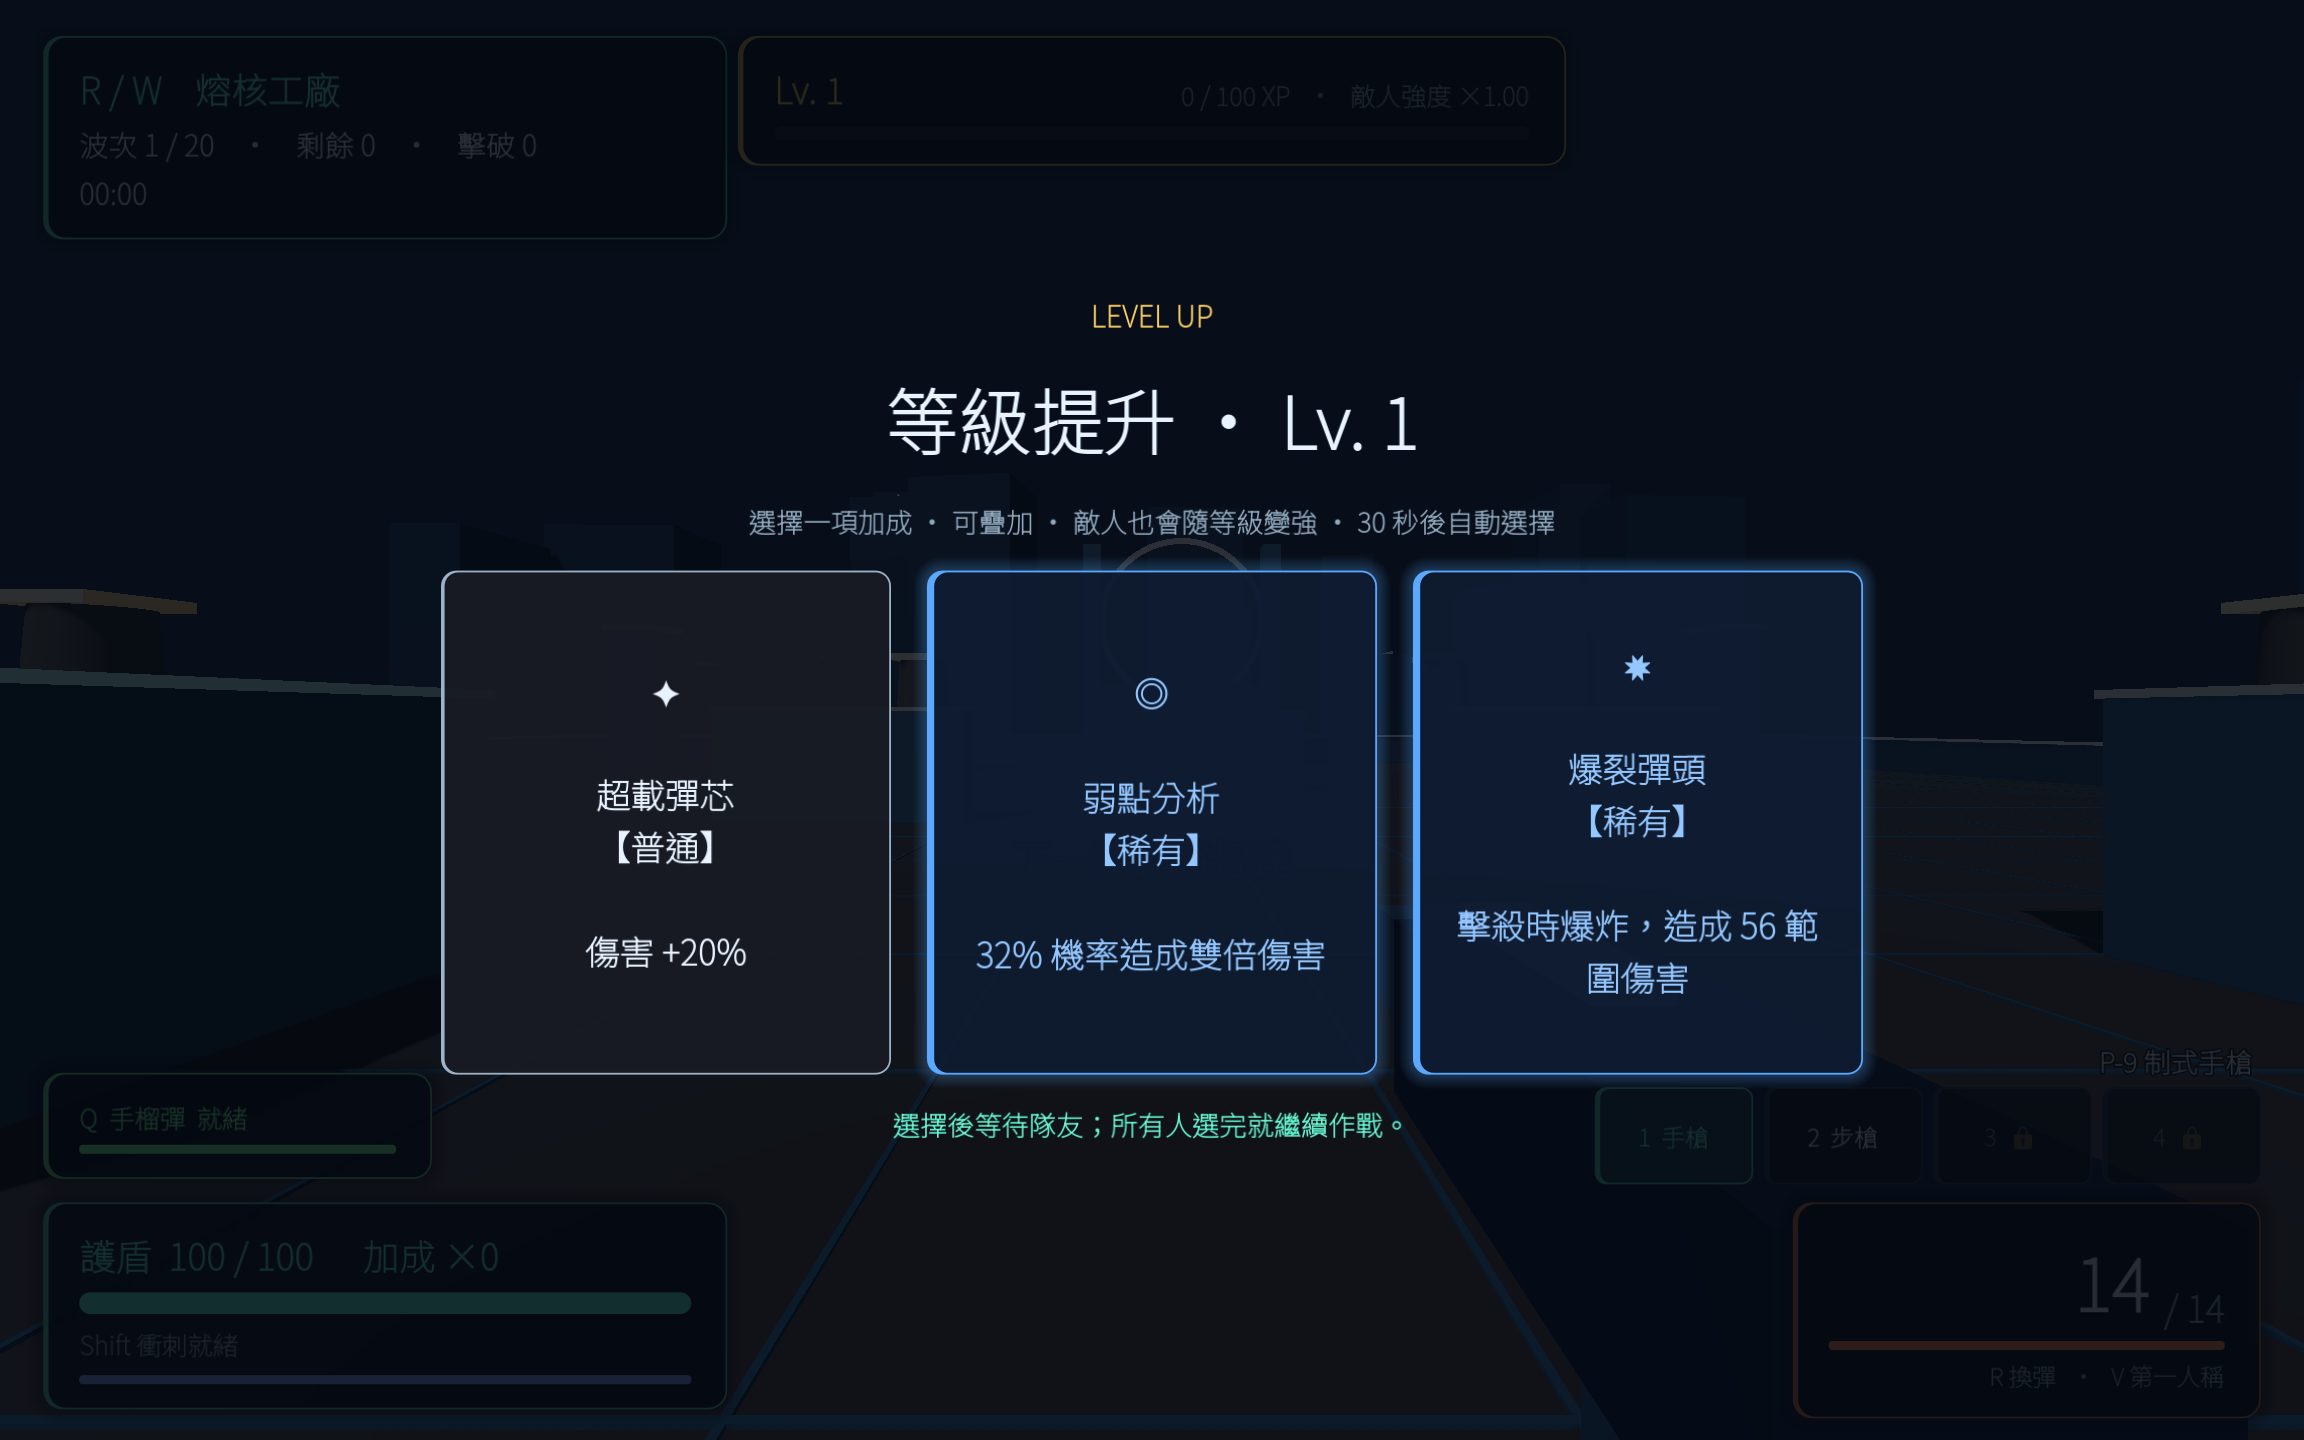 R / W 熔核工廠
波次 1 / 20 · 剩餘 0 · 擊破 0
00:00
Lv. 1
0 / 100 XP · 敵人強度 ×1.00
LEVEL UP
等級提升 · Lv. 1
選擇一項加成 · 可疊加 · 敵人也會隨等級變強 · 30 秒後自動選擇
超載彈芯
【普通】
傷害 +20%
弱點分析
【稀有】
32% 機率造成雙倍傷害
爆裂彈頭
【稀有】
擊殺時爆炸，造成 56 範
圍傷害
選擇後等待隊友；所有人選完就繼續作戰。
Q 手榴彈 就緒
護盾 100 / 100 加成 ×0
Shift 衝刺就緒
P-9 制式手槍
1 手槍
2 步槍
3 🔒
4 🔒
14 / 14
R 換彈 · V 第一人稱